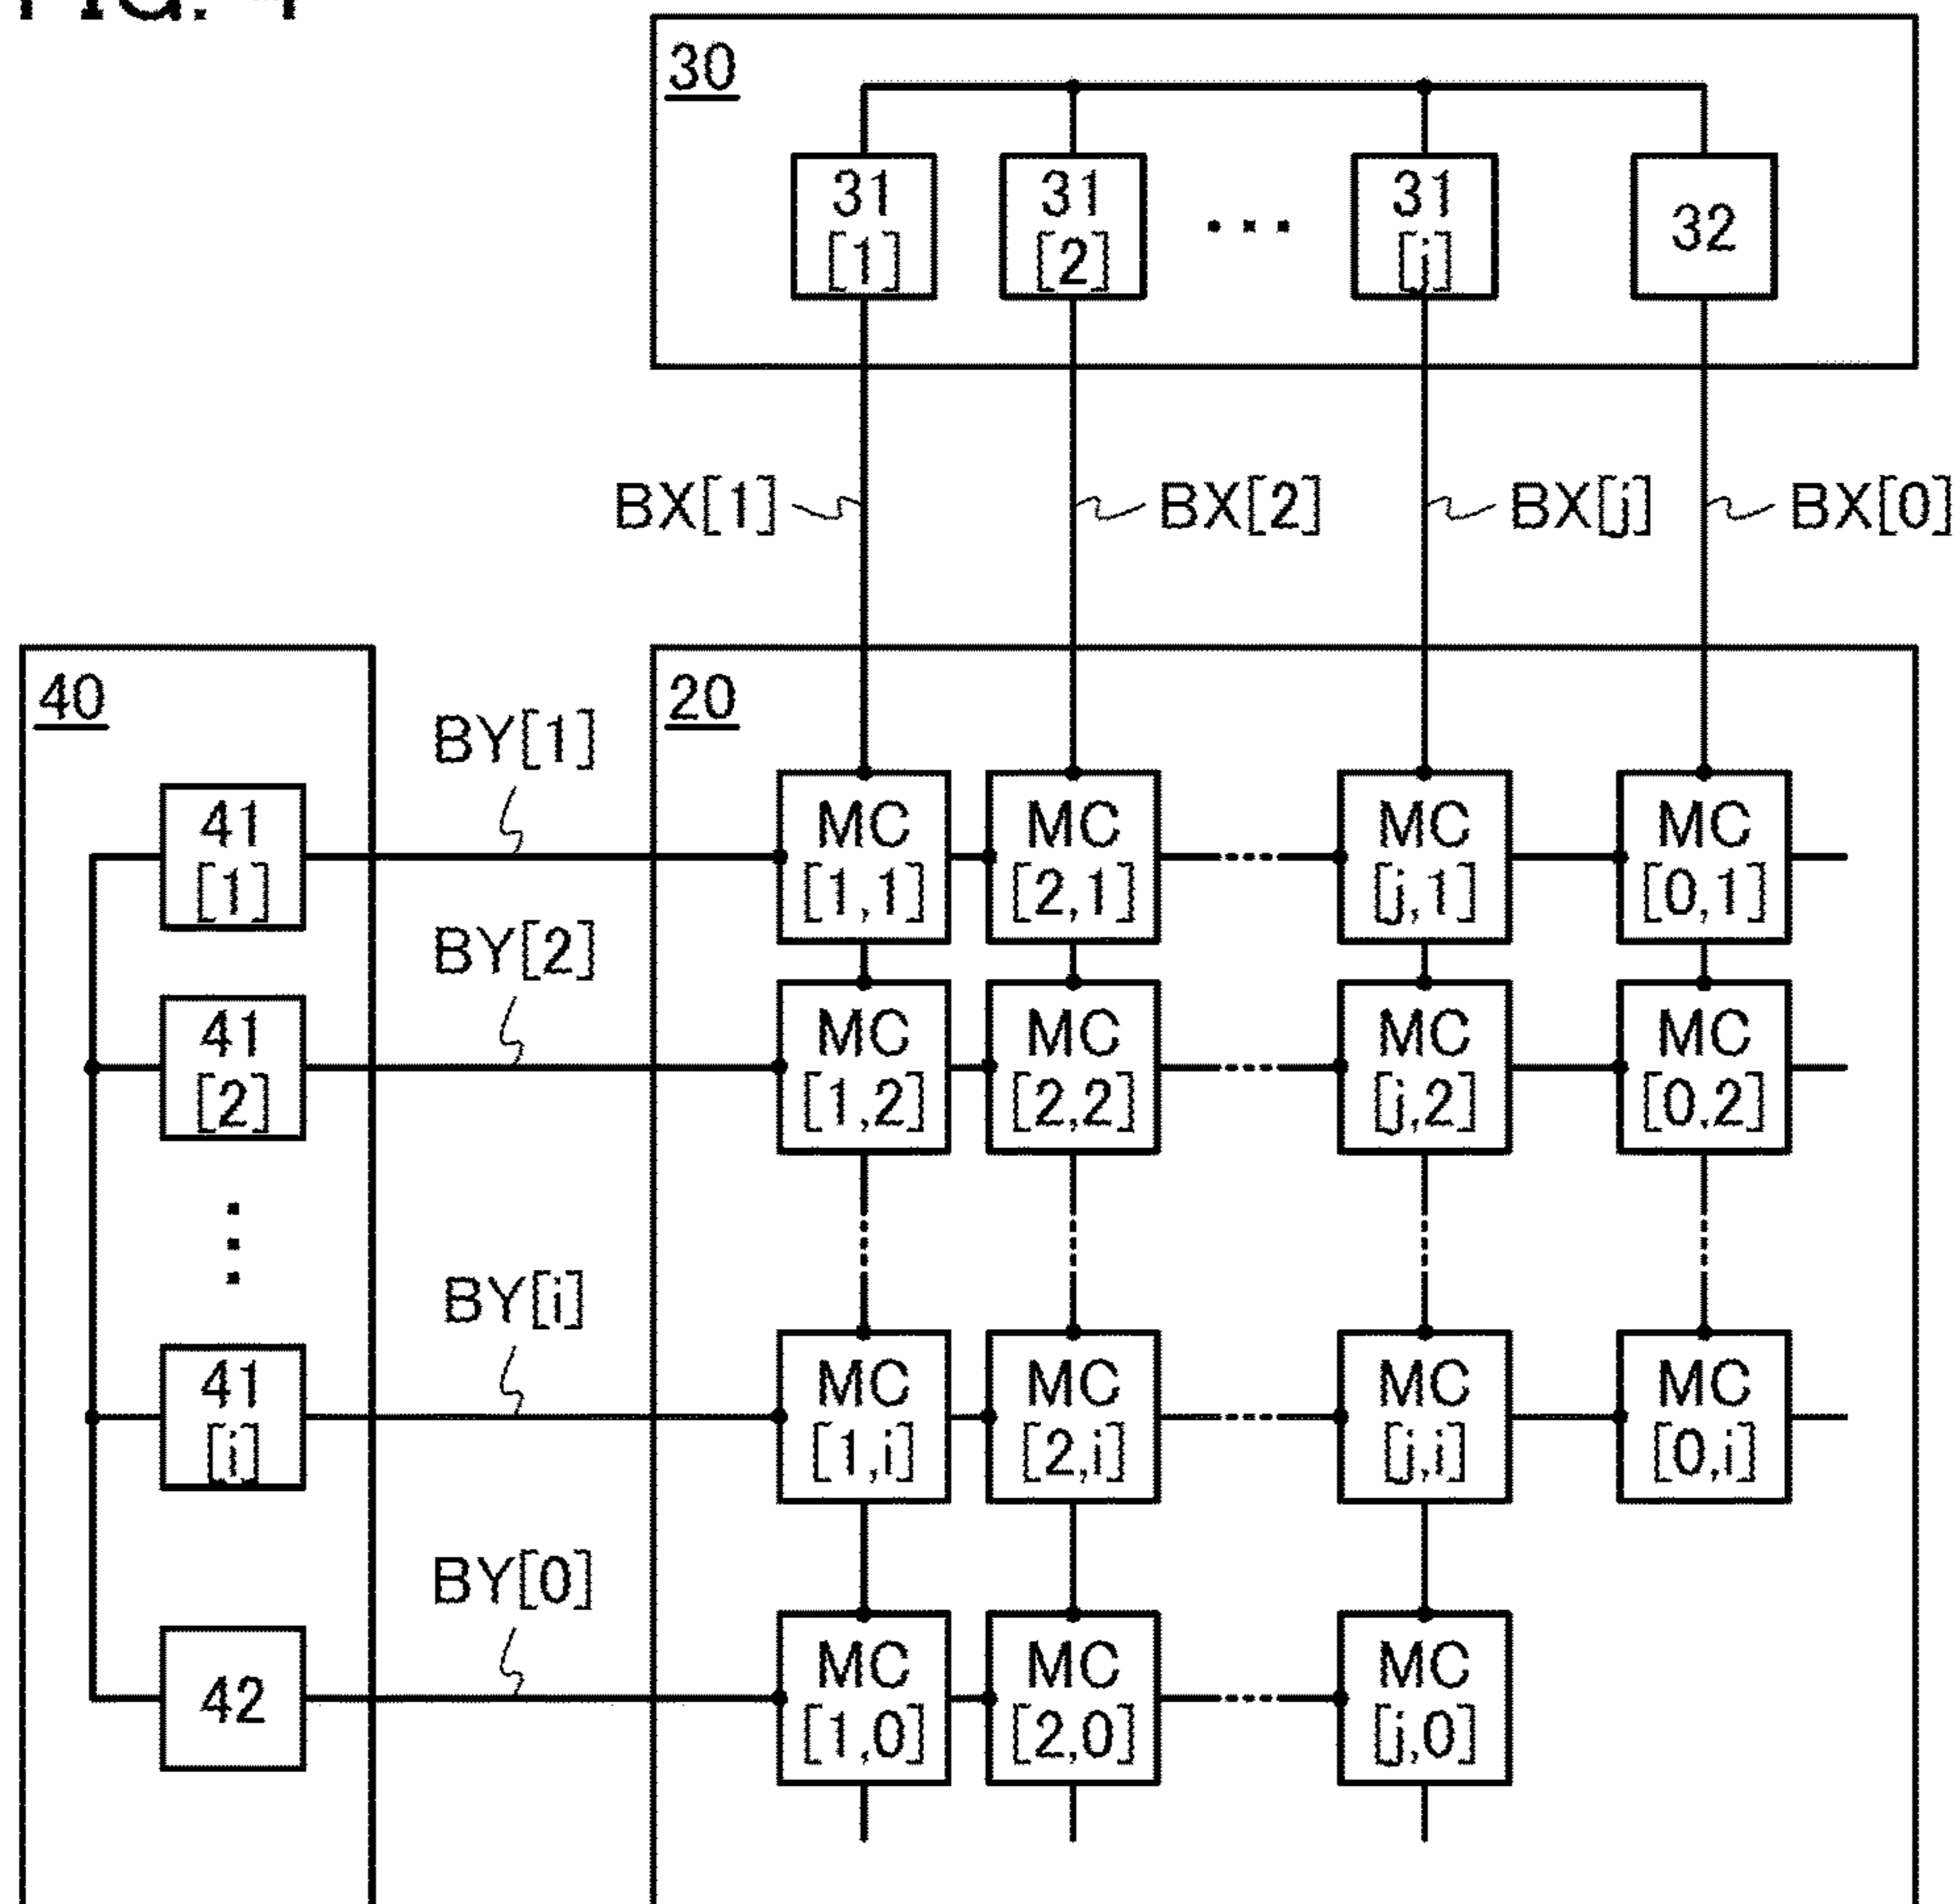 30
31 31 ... 31 32
[1] [2] [j]
BX[1] BX[2] BX[j] BX[0]
40 20
BY[1]
41 MC MC MC MC
[1] [1,1] [2,1] [j,1] [0,1]
BY[2]
41 MC MC MC MC
[2] [1,2] [2,2] [j,2] [0,2]
BY[i]
41 MC MC MC MC
[i] [1,i] [2,i] [j,i] [0,i]
BY[0]
42 MC MC MC
[1,0] [2,0] [j,0]